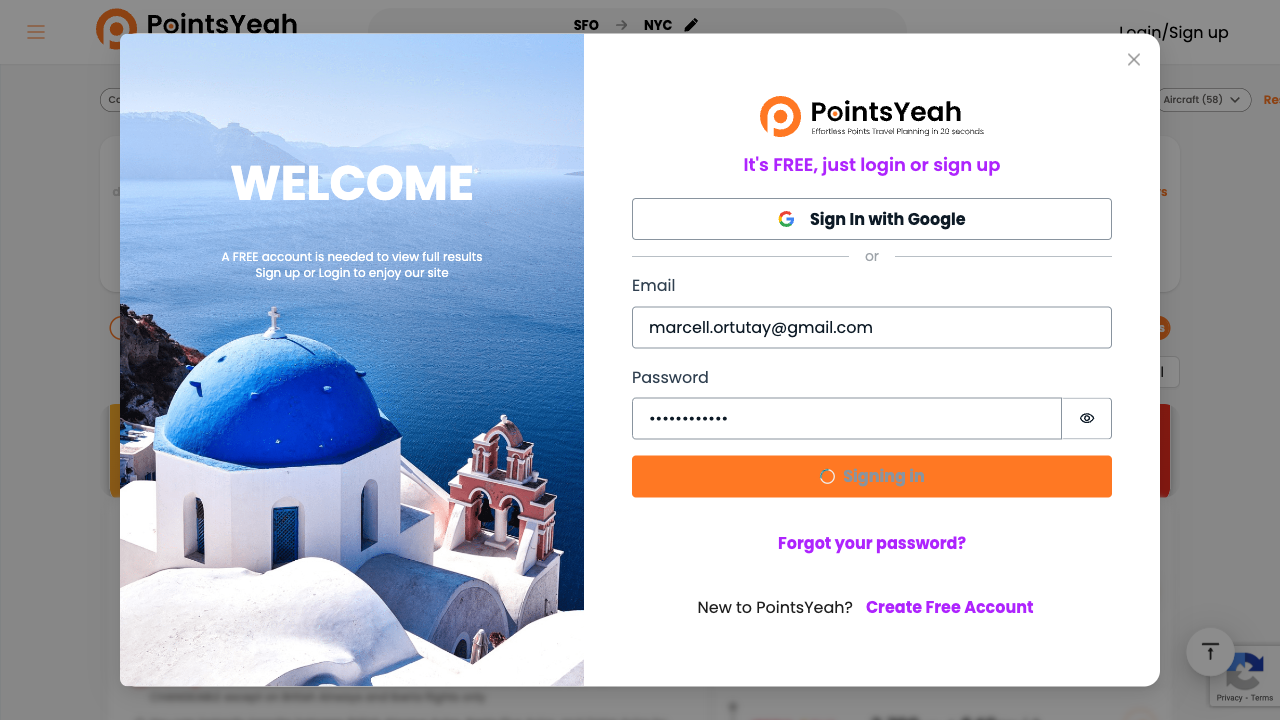 PointsYeah
SFO → NYC
Login/Sign up
Aircraft (58)
WELCOME
A FREE account is needed to view full results
Sign up or Login to enjoy our site
PointsYeah
Effortless Points Travel Planning in 20 seconds
It's FREE, just login or sign up
Sign In with Google
or
Email
marcell.ortutay@gmail.com
Password
••••••••••••
Signing in
Forgot your password?
New to PointsYeah? Create Free Account
Privacy - Terms